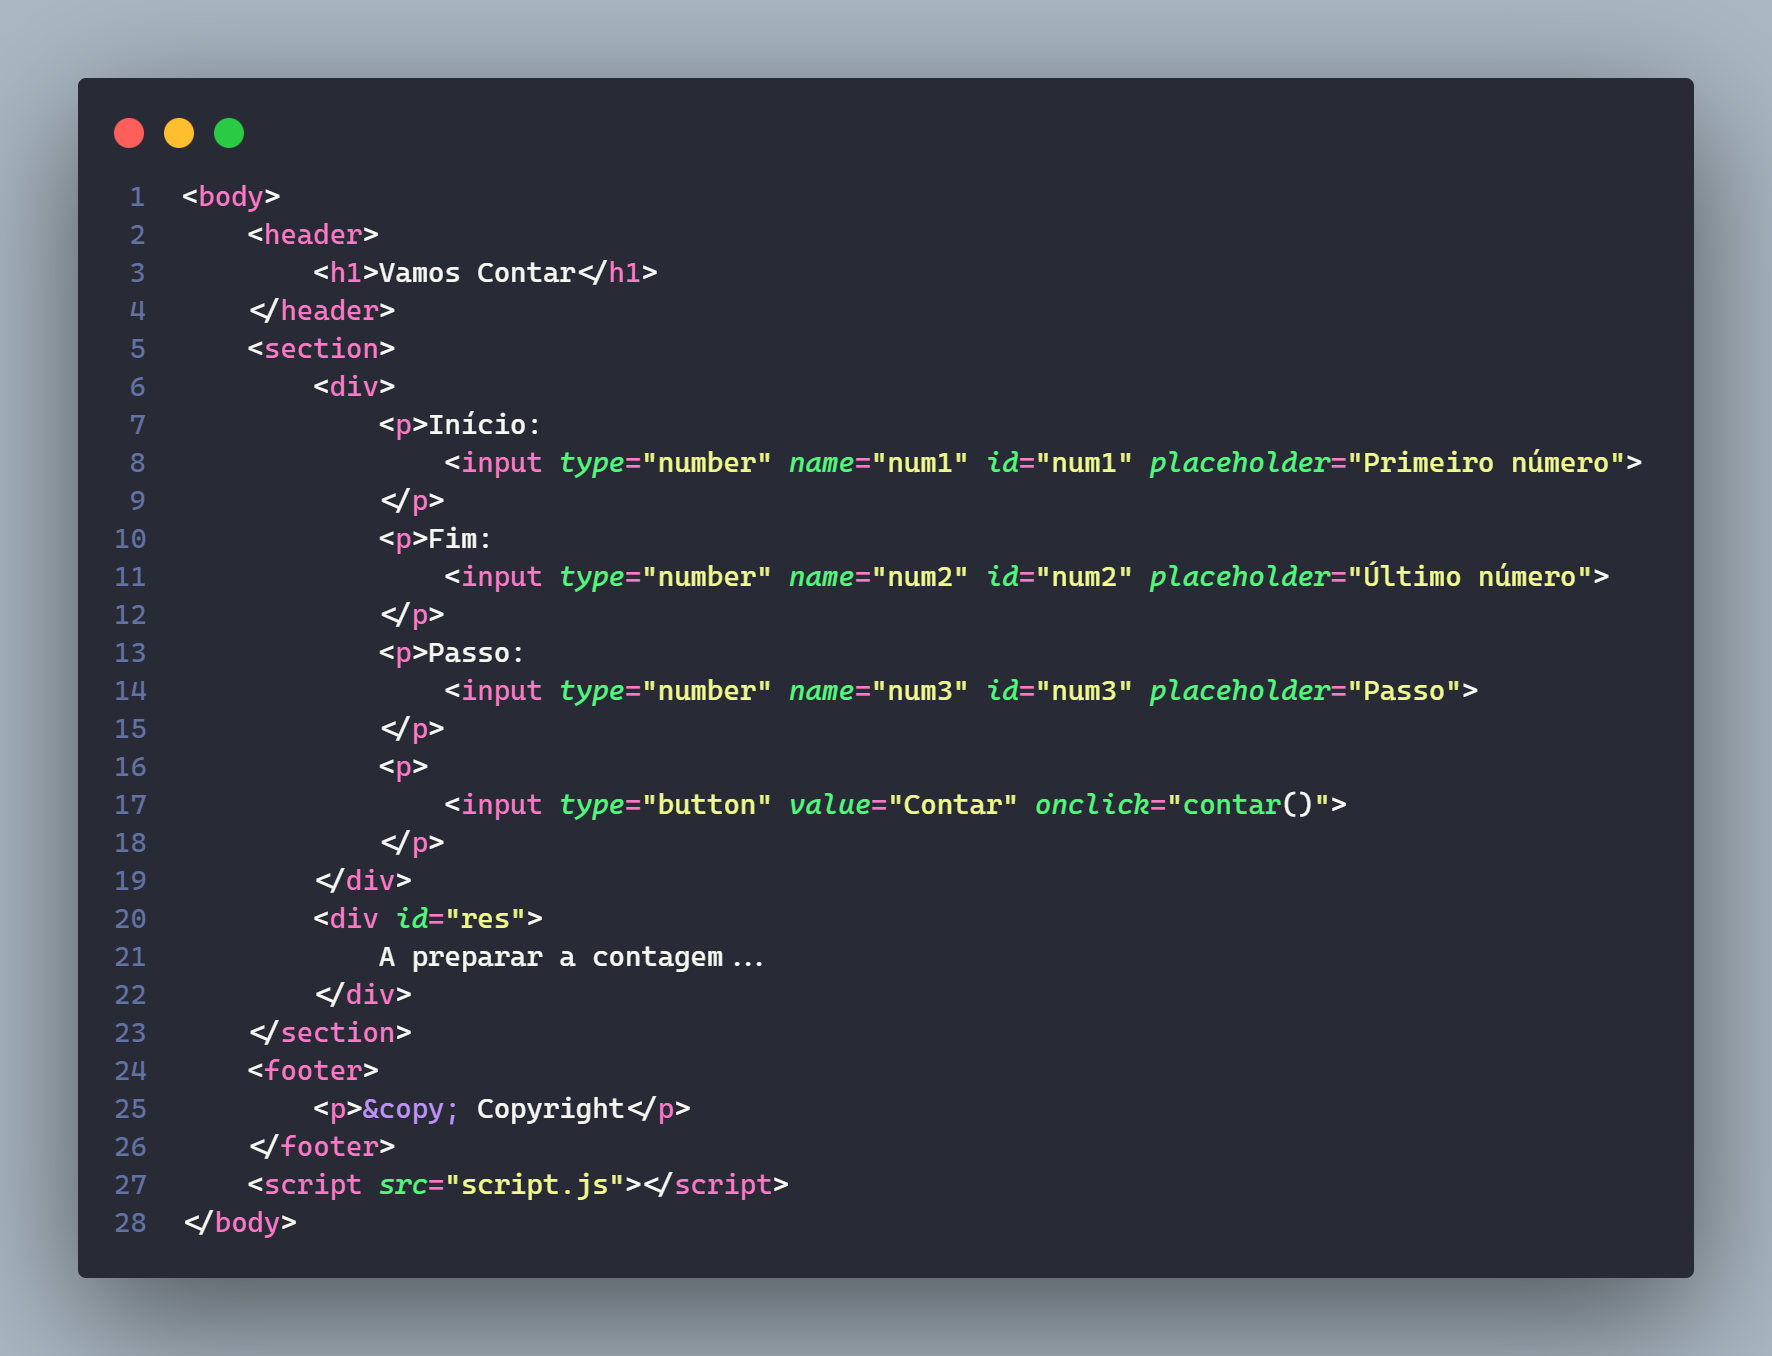 1 <body>
2     <header>
3         <h1>Vamos Contar</h1>
4     </header>
5     <section>
6         <div>
7             <p>Início:
8                 <input type="number" name="num1" id="num1" placeholder="Primeiro número">
9             </p>
10             <p>Fim:
11                 <input type="number" name="num2" id="num2" placeholder="Último número">
12             </p>
13             <p>Passo:
14                 <input type="number" name="num3" id="num3" placeholder="Passo">
15             </p>
16             <p>
17                 <input type="button" value="Contar" onclick="contar()">
18             </p>
19         </div>
20         <div id="res">
21             A preparar a contagem...
22         </div>
23     </section>
24     <footer>
25         <p>&copy; Copyright</p>
26     </footer>
27     <script src="script.js"></script>
28 </body>